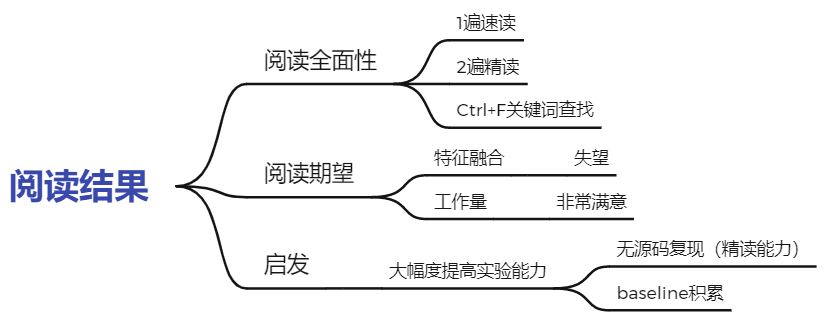 阅读结果
阅读全面性
1遍速读
2遍精读
Ctrl+F关键词查找
阅读期望
特征融合 失望
工作量 非常满意
启发
大幅度提高实验能力
无源码复现（精读能力）
baseline积累